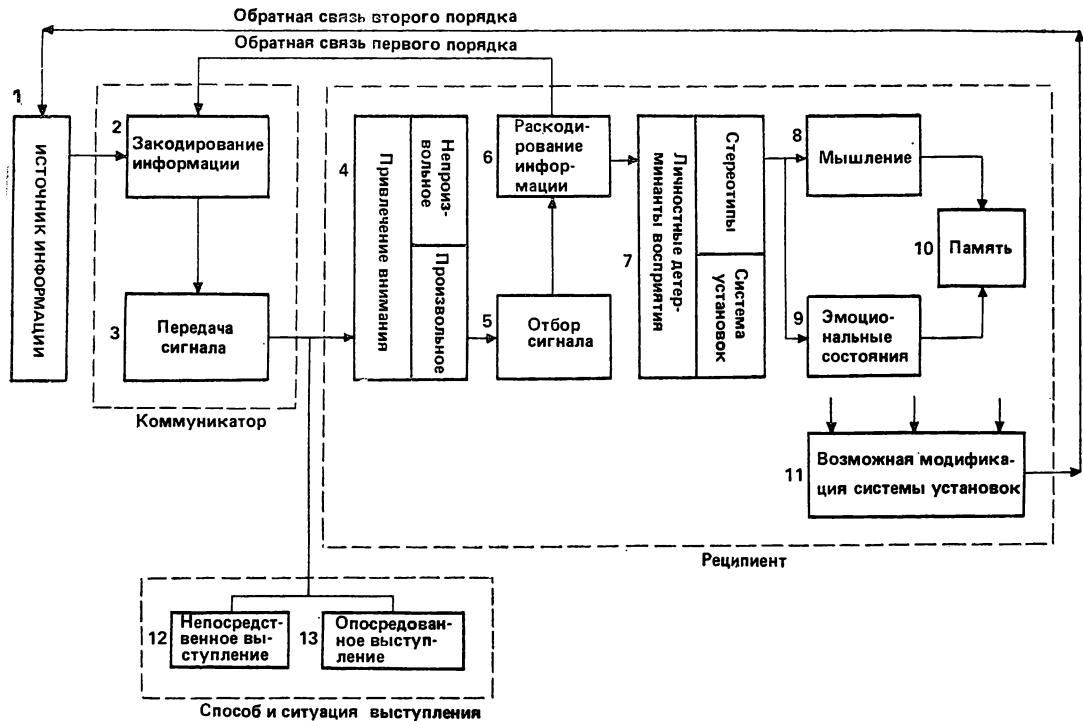 Обратная связь второго порядка
Обратная связь первого порядка
1
ИСТОЧНИК ИНФОРМАЦИИ
2
Закодирование
информации
3
Передача
сигнала
Коммуникатор
4
Привлечение внимания
Непроиз-
вольное
Произвольное
5
Отбор
сигнала
6
Раскоди-
рование
инфор-
мации
7
Личностные детер-
минанты восприятия
Стереотипы
Система
установок
8
Мышление
9
Эмоцио-
нальные
состояния
10
Память
11
Возможная модифика-
ция системы установок
Реципиент
12
Непосредст-
венное вы-
ступление
13
Опосредован-
ное выступ-
ление
Способ и ситуация выступления